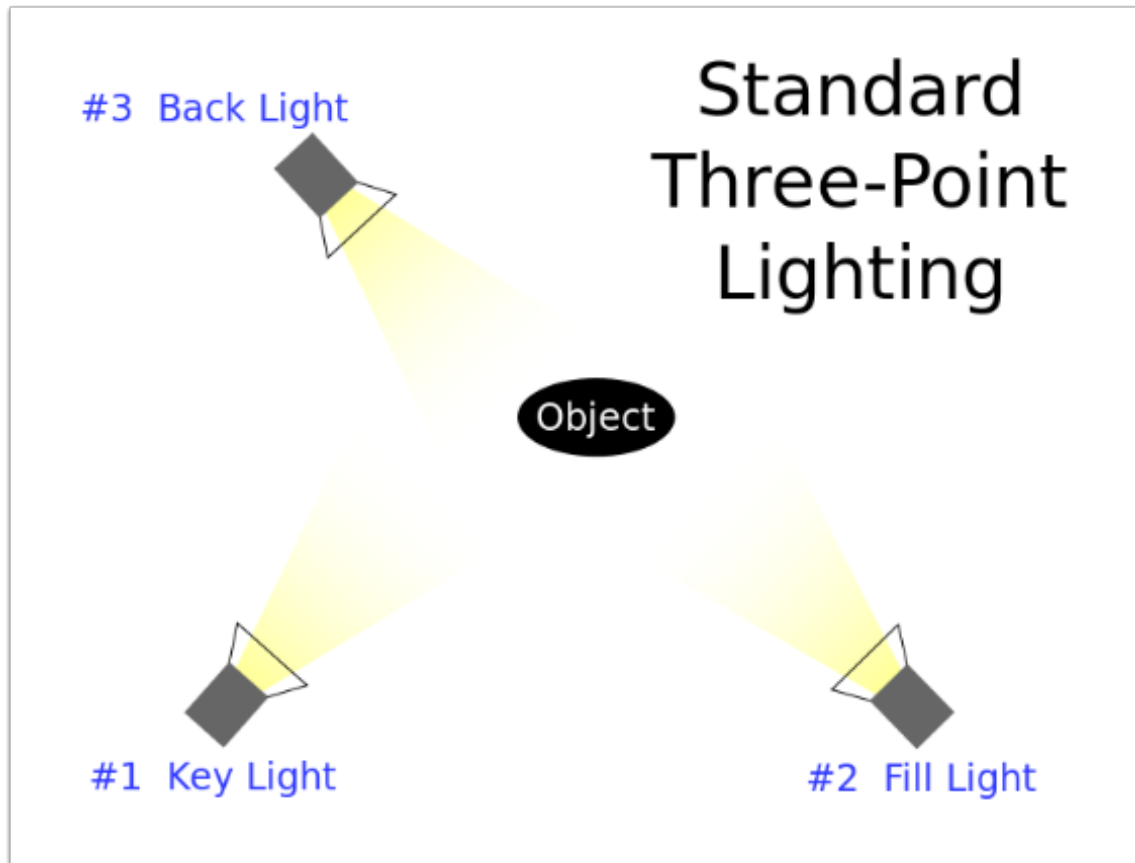 #3  Back Light
Standard
Three-Point
Lighting
Object
#1  Key Light
#2  Fill Light